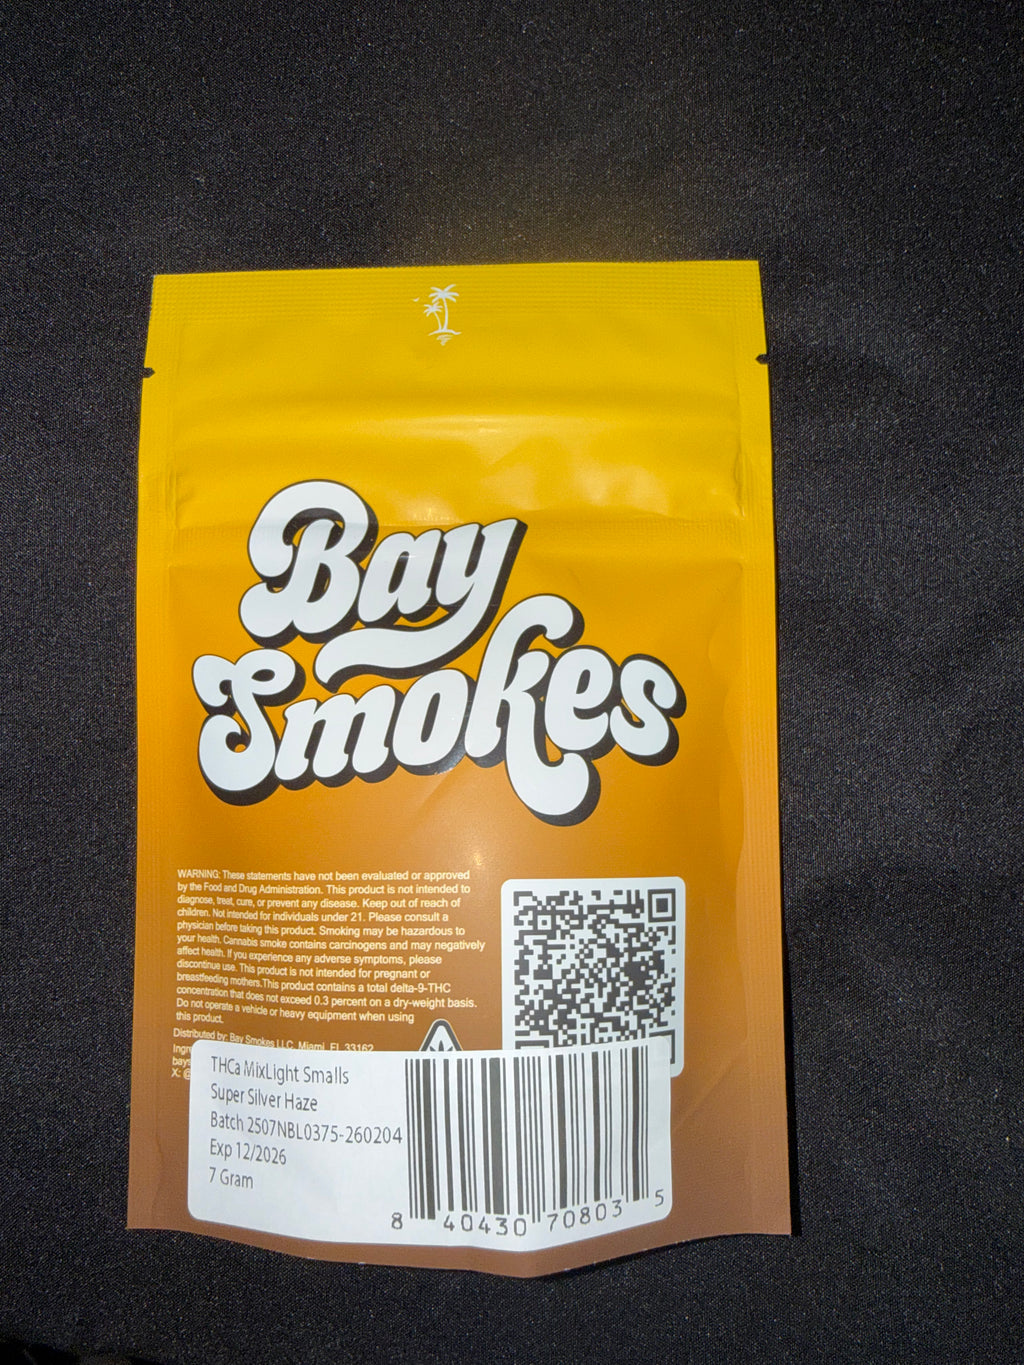 Bay
Smokes
WARNING: These statements have not been evaluated or approved
by the Food and Drug Administration. This product is not intended to
diagnose, treat, cure, or prevent any disease. Keep out of reach of
children. Not intended for individuals under 21. Please consult a
physician before taking this product. Smoking may be hazardous to
your health. Cannabis smoke contains carcinogens and may negatively
affect health. If you experience any adverse symptoms, please
discontinue use. This product is not intended for pregnant or
breastfeeding mothers.This product contains a total delta-9-THC
concentration that does not exceed 0.3 percent on a dry-weight basis.
Do not operate a vehicle or heavy equipment when using
this product.
Distributed by: Bay Smokes LLC, Miami, FL 33162
X:
THCa MixLight Smalls
Super Silver Haze
Batch 2507NBL0375-260204
Exp 12/2026
7 Gram
8 40430 70803 5